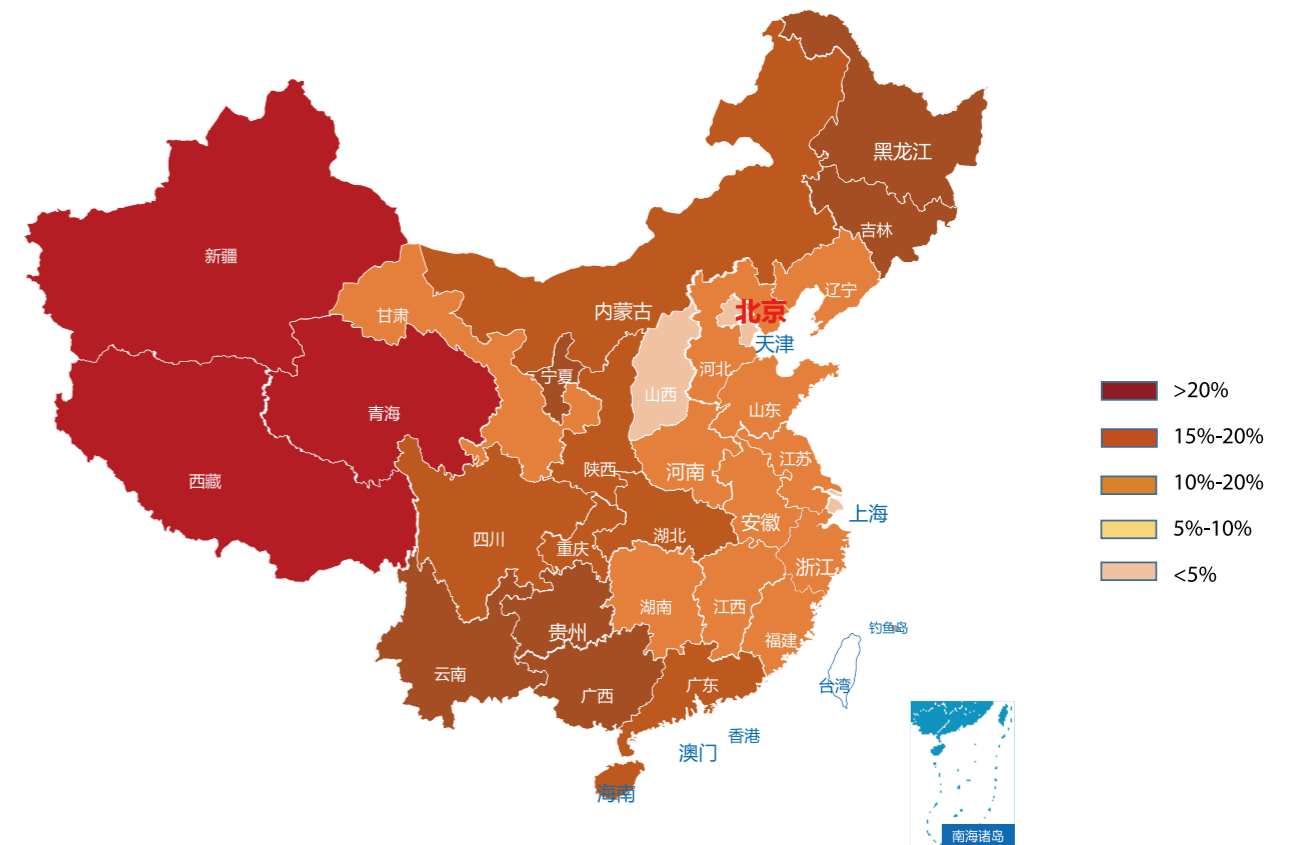 黑龙江
吉林
新疆
辽宁
内蒙古
北京
甘肃
天津
河北
宁夏
山西
青海
山东
>20%
15%-20%
10%-20%
5%-10%
<5%
江苏
陕西
河南
西藏
上海
安徽
四川
湖北
重庆
浙江
湖南
江西
贵州
福建
钓鱼岛
云南
广西
广东
台湾
香港
澳门
海南
南海诸岛